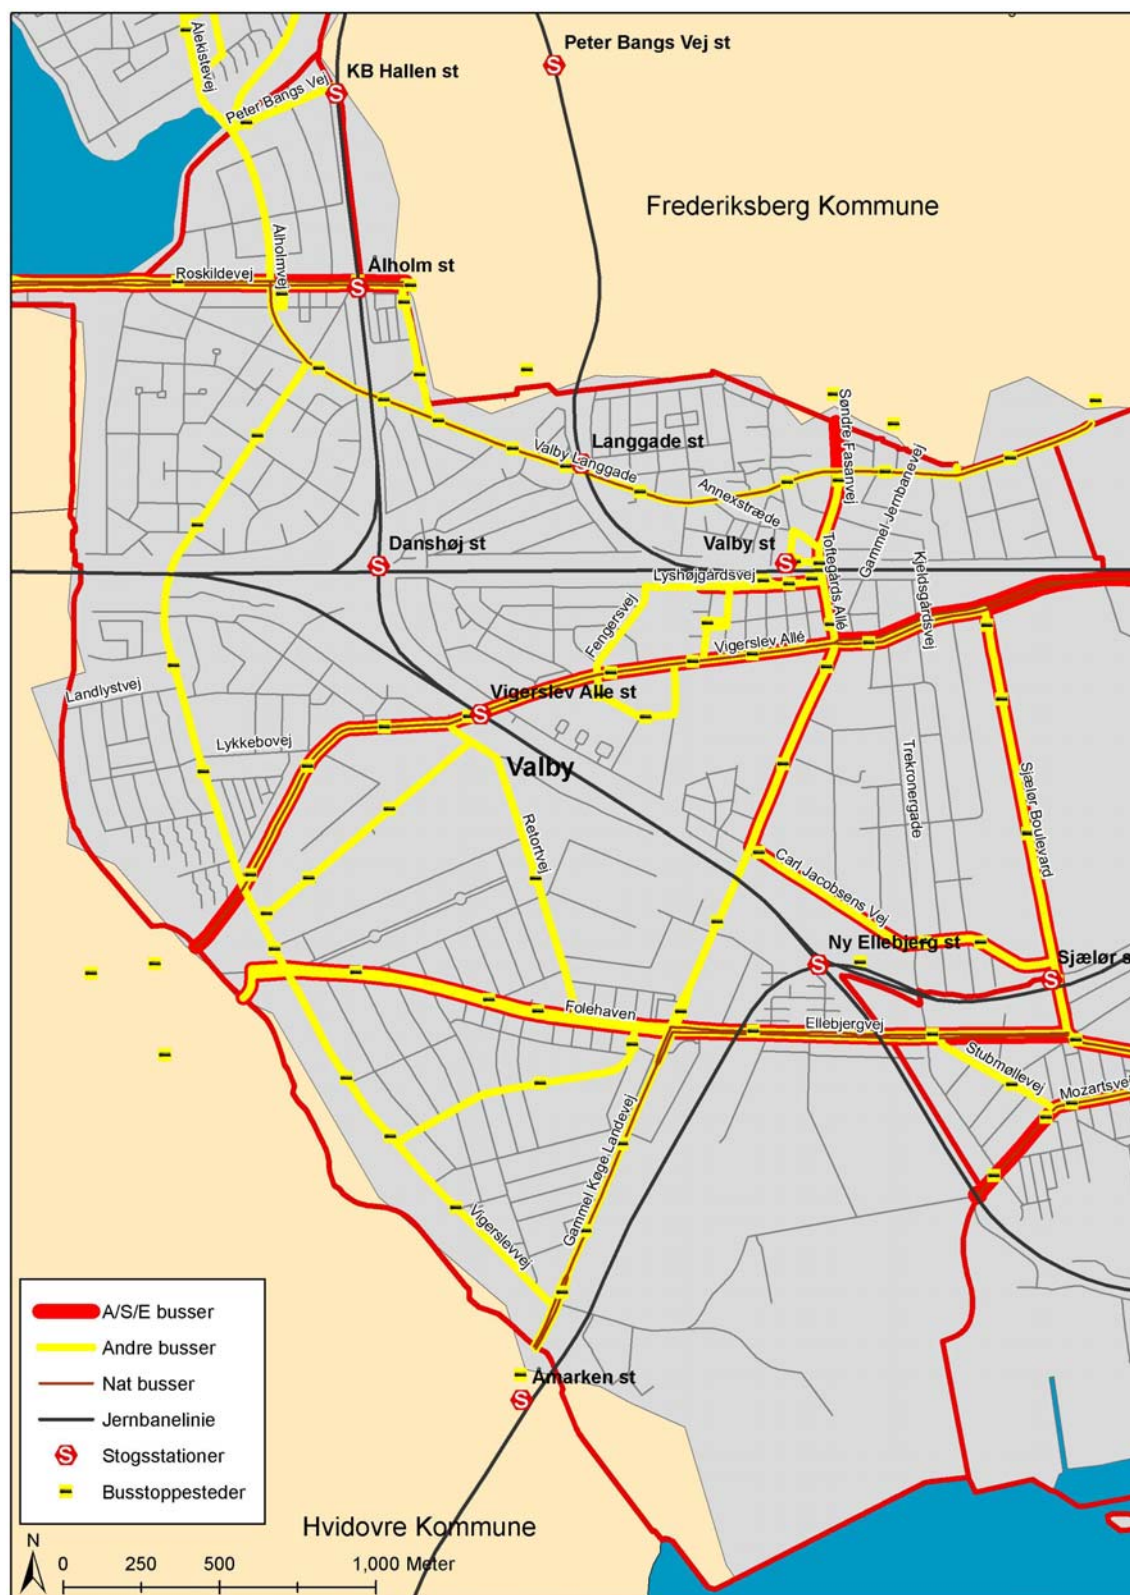 Peter Bangs Vej st
Ålekistevej
KB Hallen st
Peter Bangs Vej
Frederiksberg Kommune
Ålholmvej
Ålholm st
Roskildevej
Søndre Fasanvej
Langgade st
Valby Langgade
Annexstræde
Gammel Jernbanevej
Danshøj st
Valby st
Toftegårds Allé
Kjeldsgårdsvej
Lyshøjgårdsvej
Fengersvej
Vigerslev Allé
Landlystvej
Vigerslev Alle st
Lykkebovej
Valby
Trekronergade
Sjælør Boulevard
Retortvej
Carl Jacobsens Vej
Ny Ellebjerg st
Sjælør s
Folehaven
Ellebjergvej
Stubmøllevej
Mozartsvej
Gammel Køge Landevej
Vigerslevvej
A/S/E busser
Andre busser
Nat busser
Jernbanelinie
Stogsstationer
Busstoppesteder
Åmarken st
Hvidovre Kommune
N
0 250 500 1,000 Meter